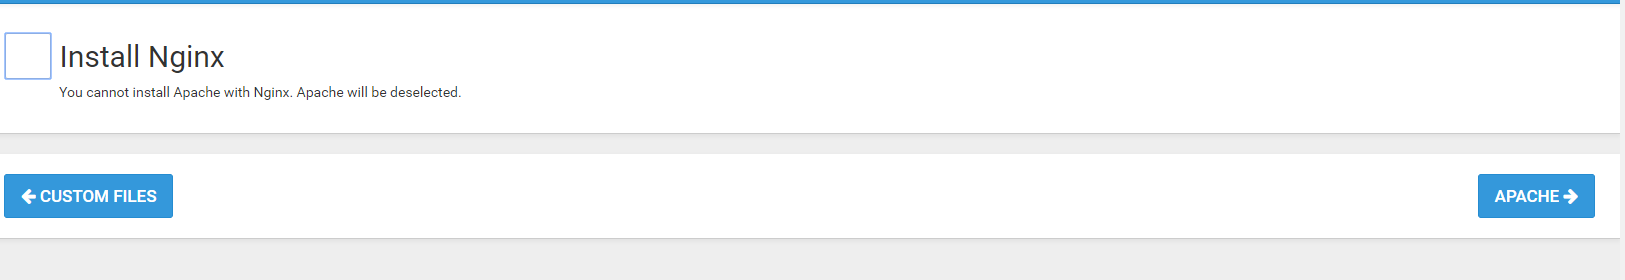 Install Nginx
You cannot install Apache with Nginx. Apache will be deselected.
CUSTOM FILES
APACHE